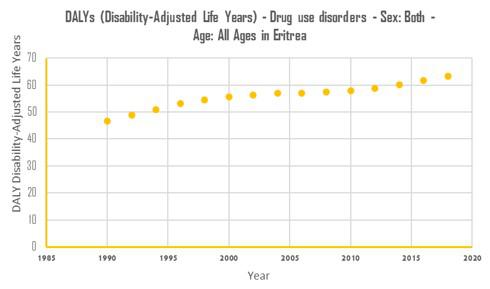 DALYs (Disability-Adjusted Life Years) - Drug use disorders - Sex: Both -
Age: All Ages in Eritrea
DALY Disability-Adjusted Life Years
70
60
50
40
30
20
10
0
1985 1990 1995 2000 2005 2010 2015 2020
Year